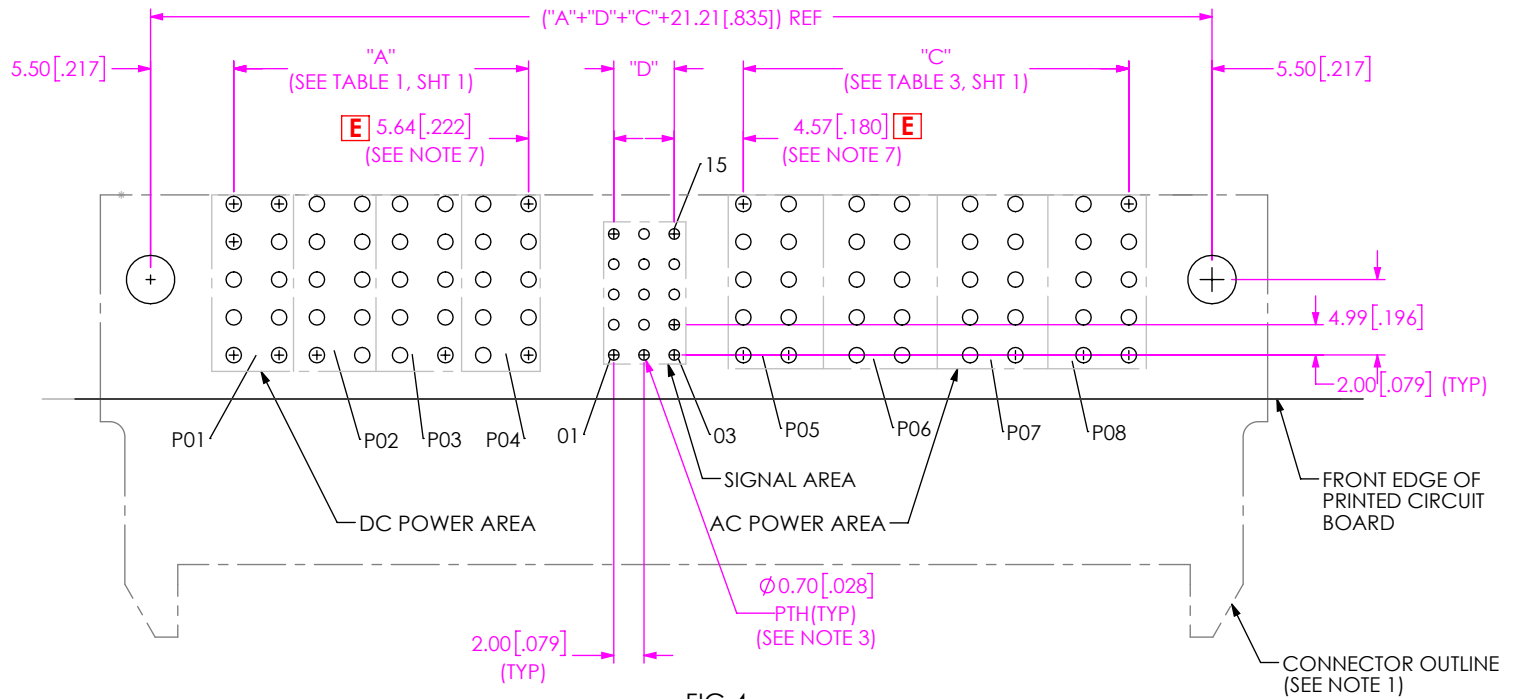 ("A"+"D"+"C"+21.21[.835]) REF
5.50[.217]
"A"
(SEE TABLE 1, SHT 1)
"D"
"C"
(SEE TABLE 3, SHT 1)
5.50[.217]
E 5.64[.222]
(SEE NOTE 7)
4.57[.180] E
(SEE NOTE 7)
15
4.99[.196]
2.00[.079] (TYP)
P01
P02
P03
P04
01
03
P05
P06
P07
P08
SIGNAL AREA
DC POWER AREA
AC POWER AREA
FRONT EDGE OF
PRINTED CIRCUIT
BOARD
Ø0.70[.028]
PTH(TYP)
(SEE NOTE 3)
2.00[.079]
(TYP)
CONNECTOR OUTLINE
(SEE NOTE 1)